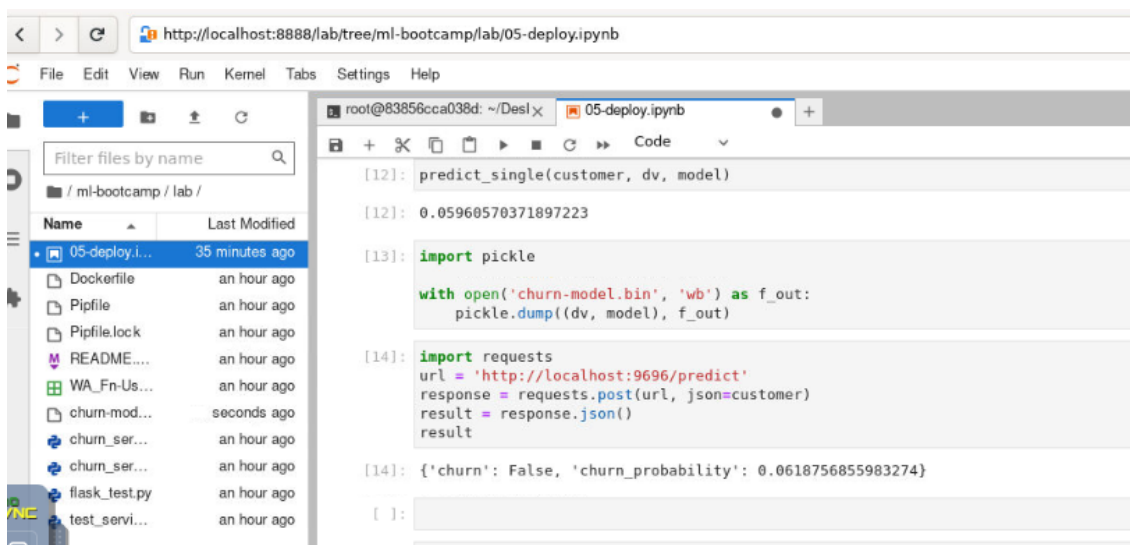 http://localhost:8888/lab/tree/ml-bootcamp/lab/05-deploy.ipynb
File Edit View Run Kernel Tabs Settings Help
root@83856cca038d: ~/Desl
05-deploy.ipynb
Filter files by name
/ ml-bootcamp / lab /
Name Last Modified
05-deploy.i... 35 minutes ago
Dockerfile an hour ago
Pipfile an hour ago
Pipfile.lock an hour ago
README.... an hour ago
WA_Fn-Us... an hour ago
churn-mod... seconds ago
churn_ser... an hour ago
churn_ser... an hour ago
flask_test.py an hour ago
test_servi... an hour ago
Code
[12]: predict_single(customer, dv, model)
[12]: 0.05960570371897223
[13]: import pickle
with open('churn-model.bin', 'wb') as f_out:
pickle.dump((dv, model), f_out)
[14]: import requests
url = 'http://localhost:9696/predict'
response = requests.post(url, json=customer)
result = response.json()
result
[14]: {'churn': False, 'churn_probability': 0.0618756855983274}
[ ]: